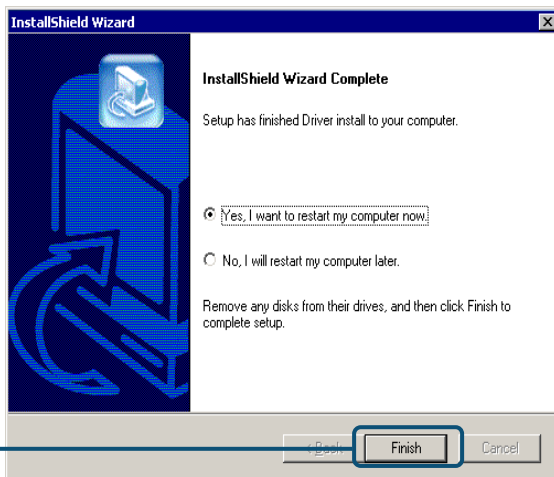 InstallShield Wizard
InstallShield Wizard Complete
Setup has finished Driver install to your computer.
Yes, I want to restart my computer now.
No, I will restart my computer later.
Remove any disks from their drives, and then click Finish to
complete setup.
< Back
Finish
Cancel